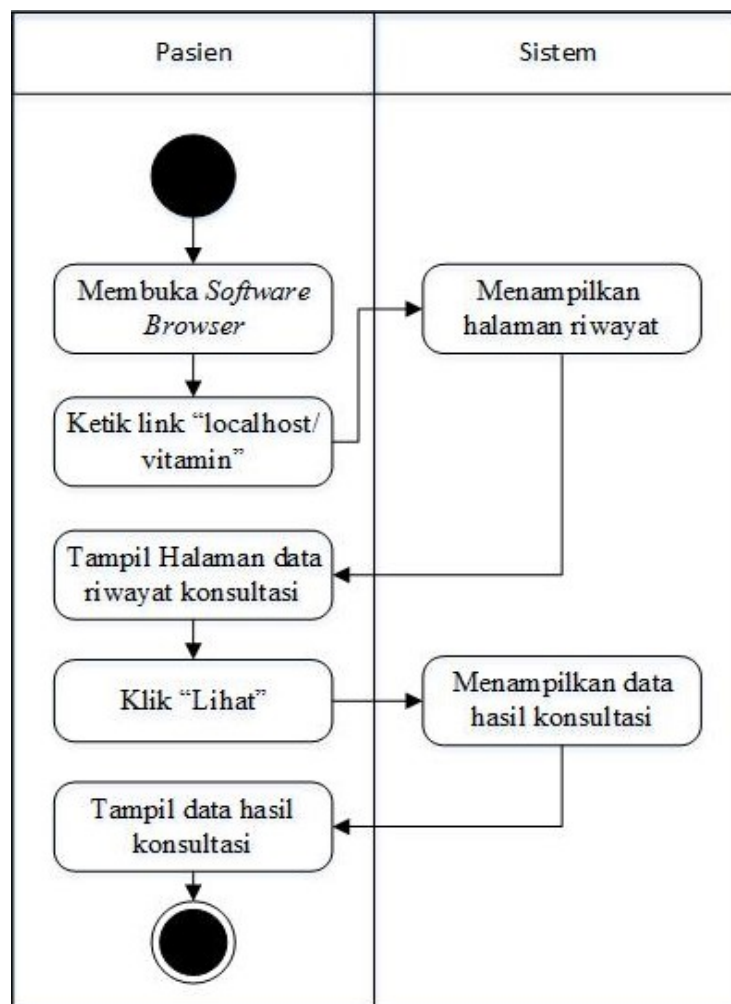 Pasien
Sistem
Membuka Software
Browser
Menampilkan
halaman riwayat
Ketik link “localhost/
vitamin”
Tampil Halaman data
riwayat konsultasi
Klik “Lihat”
Menampilkan data
hasil konsultasi
Tampil data hasil
konsultasi